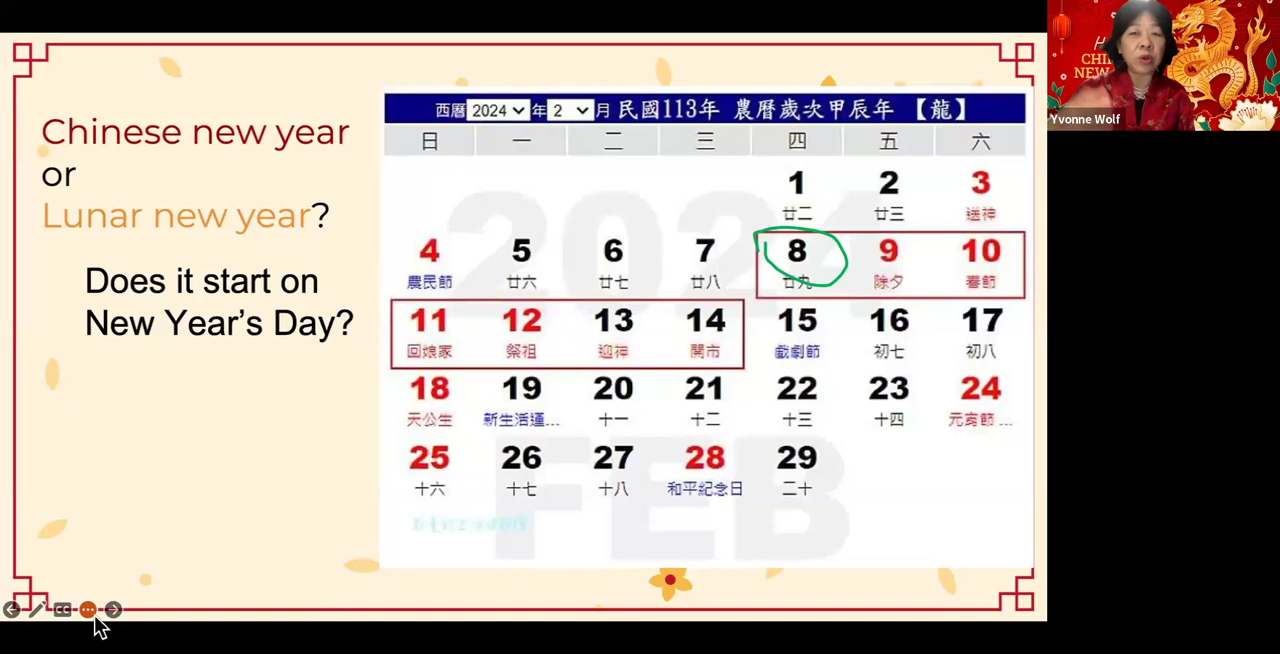 Chinese new year
or
Lunar new year?
Does it start on
New Year's Day?
西曆 2024 年 2 月 民國113年 農曆歲次甲辰年 【龍】
日 一 二 三 四 五 六
1 2 3
廿二 廿三 送神
4 5 6 7 8 9 10
農民節 廿六 廿七 廿八 廿九 除夕 春節
11 12 13 14 15 16 17
回娘家 祭祖 迎神 開市 戲劇節 初七 初八
18 19 20 21 22 23 24
天公生 新生活運... 十一 十二 十三 十四 元宵節 ...
25 26 27 28 29
十六 十七 十八 和平紀念日 二十
2024
FEB
CC
CHIN
NEW
Yvonne Wolf